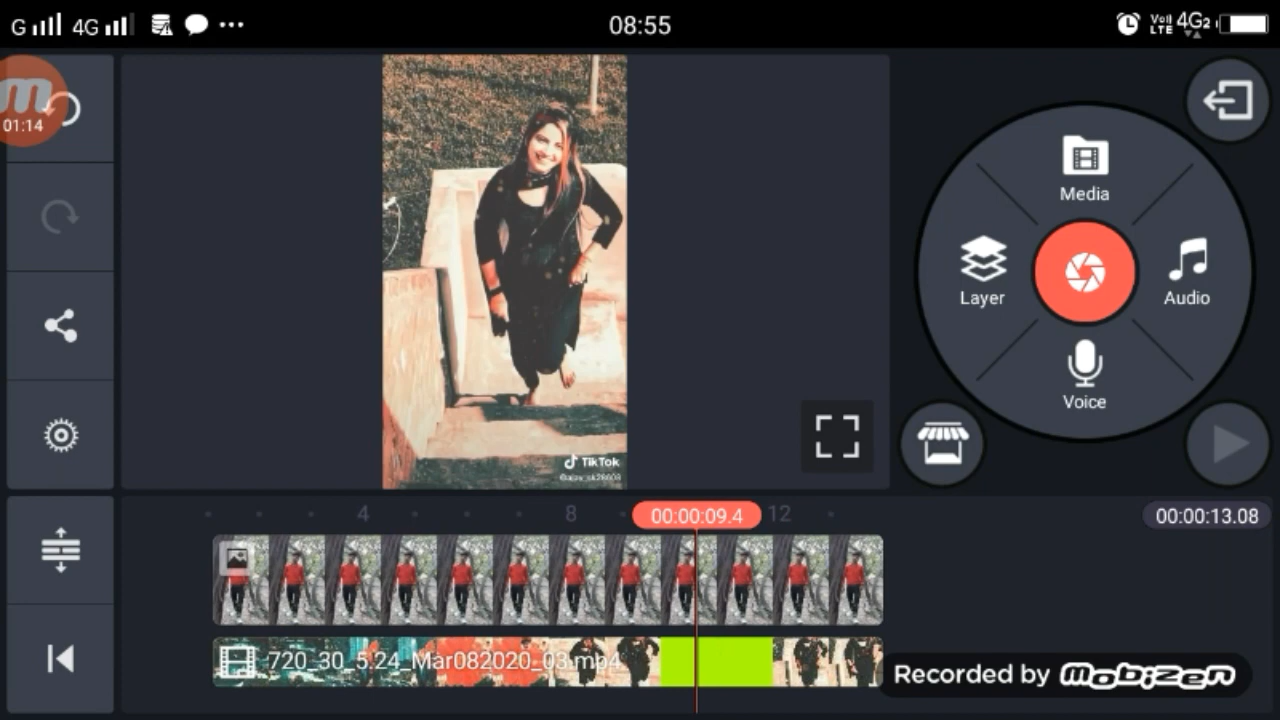 G 4G 08:55 VoII LTE 4G2
m
01:14
Media
Layer
Audio
Voice
TikTok
4 8 00:00:09.4 12 00:00:13.08
720_30_5.24_Mar082020_03.mp4
Recorded by mobizen